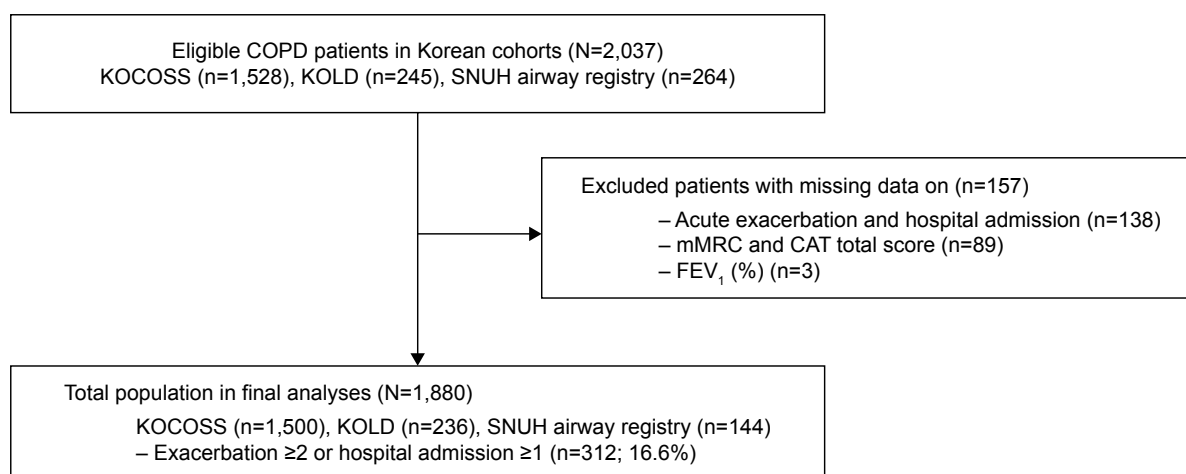 Eligible COPD patients in Korean cohorts (N=2,037)
KOCOSS (n=1,528), KOLD (n=245), SNUH airway registry (n=264)
Excluded patients with missing data on (n=157)
– Acute exacerbation and hospital admission (n=138)
– mMRC and CAT total score (n=89)
– FEV₁ (%) (n=3)
Total population in final analyses (N=1,880)
KOCOSS (n=1,500), KOLD (n=236), SNUH airway registry (n=144)
– Exacerbation ≥2 or hospital admission ≥1 (n=312; 16.6%)